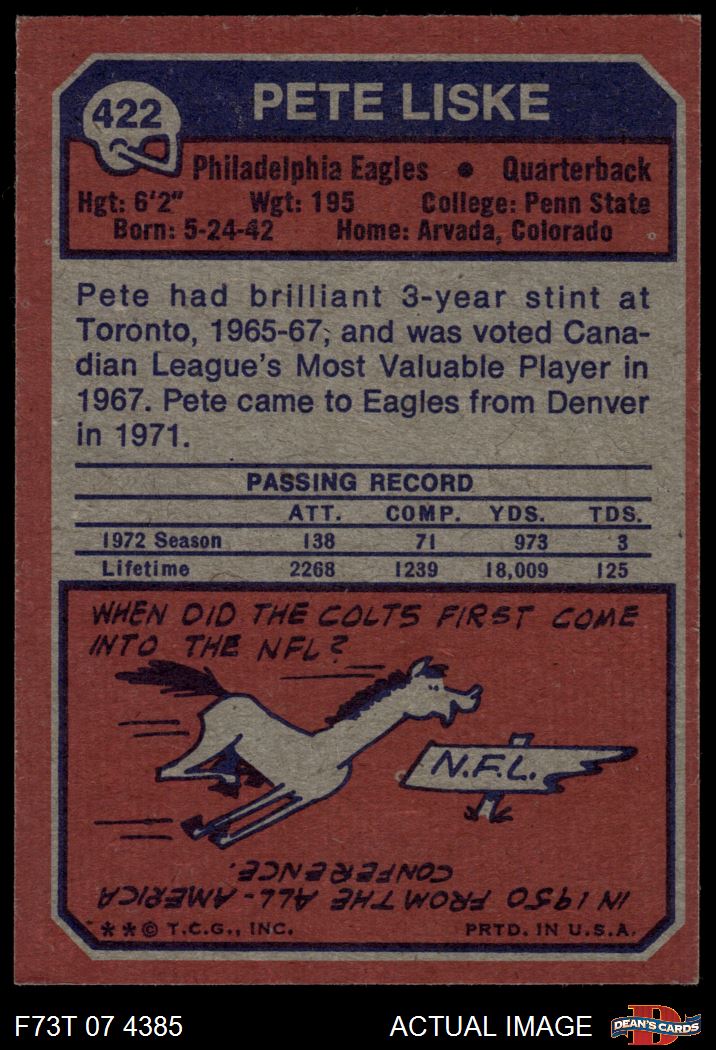 422
PETE LISKE
Philadelphia Eagles • Quarterback
Hgt: 6'2" Wgt: 195 College: Penn State
Born: 5-24-42 Home: Arvada, Colorado
Pete had brilliant 3-year stint at
Toronto, 1965-67, and was voted Cana-
dian League's Most Valuable Player in
1967. Pete came to Eagles from Denver
in 1971.
PASSING RECORD
ATT. COMP. YDS. TDS.
1972 Season 138 71 973 3
Lifetime 2268 1239 18,009 125
WHEN DID THE COLTS FIRST COME
INTO THE NFL?
N.F.L.
IN 1950 FROM THE ALL-AMERICA
CONFERENCE.
**© T.C.G., INC. PRTD. IN U.S.A.
F73T 07 4385 ACTUAL IMAGE D DEAN'S CARDS